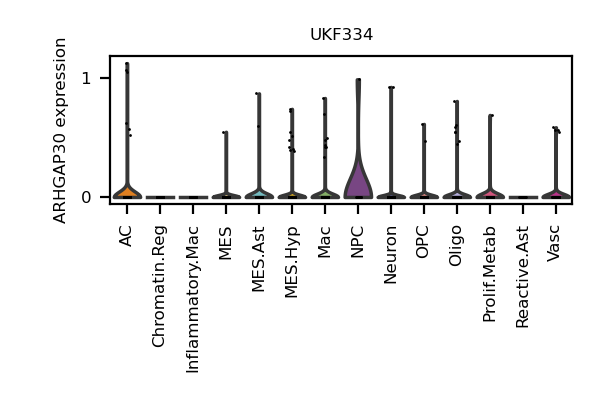 UKF334
ARHGAP30 expression
1
0
AC
Chromatin.Reg
Inflammatory.Mac
MES
MES.Ast
MES.Hyp
Mac
NPC
Neuron
OPC
Oligo
Prolif.Metab
Reactive.Ast
Vasc